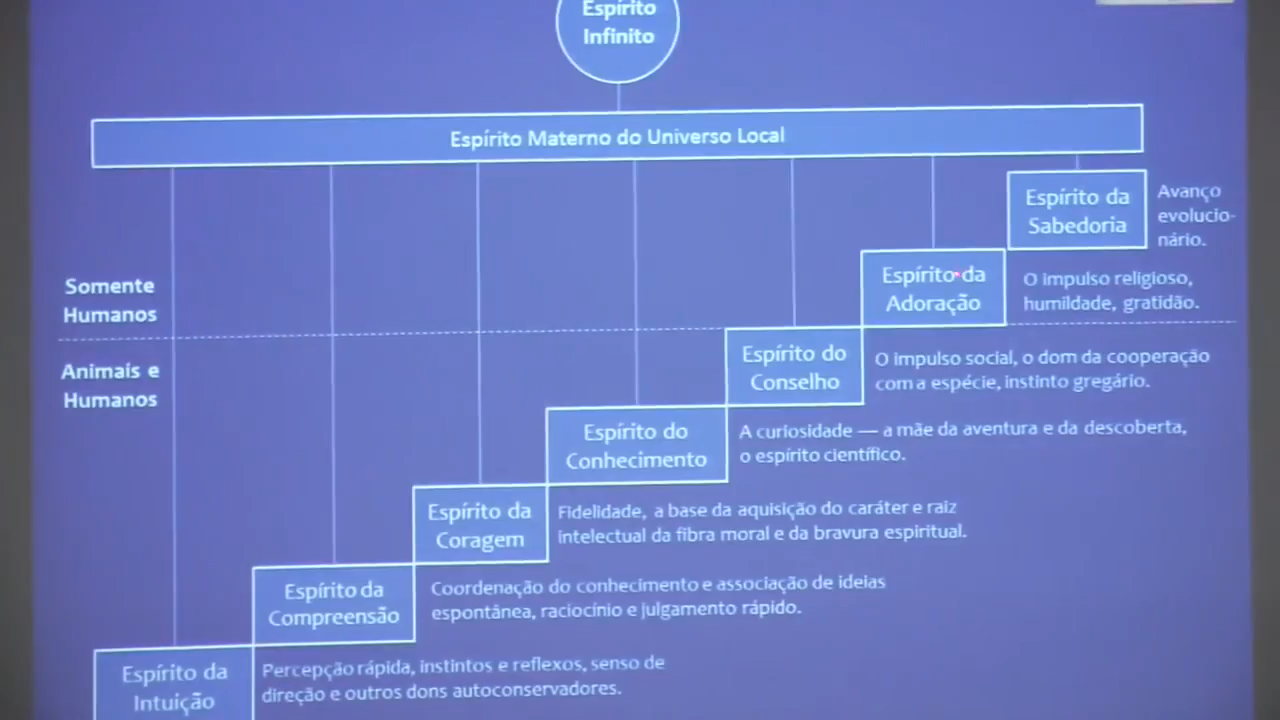 Espírito
Infinito
Espírito Materno do Universo Local
Espírito da
Sabedoria
Avanço
evolucio-
nário.
Somente
Humanos
Espírito da
Adoração
O impulso religioso,
humildade, gratidão.
Animais e
Humanos
Espírito do
Conselho
O impulso social, o dom da cooperação
com a espécie, instinto gregário.
Espírito do
Conhecimento
A curiosidade — a mãe da aventura e da descoberta,
o espírito científico.
Espírito da
Coragem
Fidelidade, a base da aquisição do caráter e raiz
intelectual da fibra moral e da bravura espiritual.
Espírito da
Compreensão
Coordenação do conhecimento e associação de ideias
espontânea, raciocínio e julgamento rápido.
Espírito da
Intuição
Percepção rápida, instintos e reflexos, senso de
direção e outros dons autoconservadores.